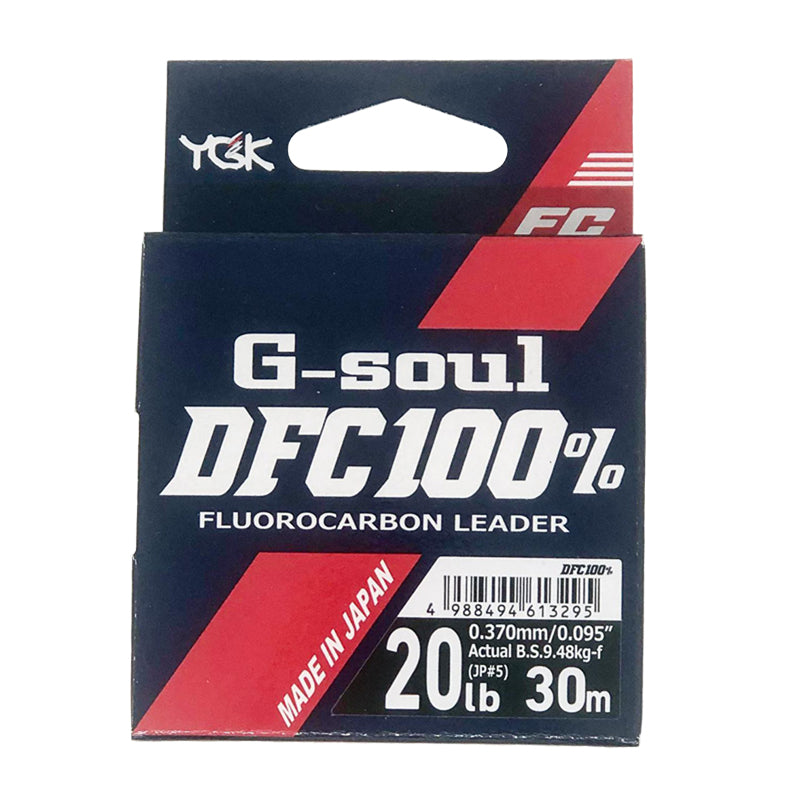 YGK
FC
G-soul
DFC100%
FLUOROCARBON LEADER
MADE IN JAPAN
DFC100%
4 988494 613295
0.370mm/0.095”
Actual B.S.9.48kg-f
(JP#5)
20lb 30m